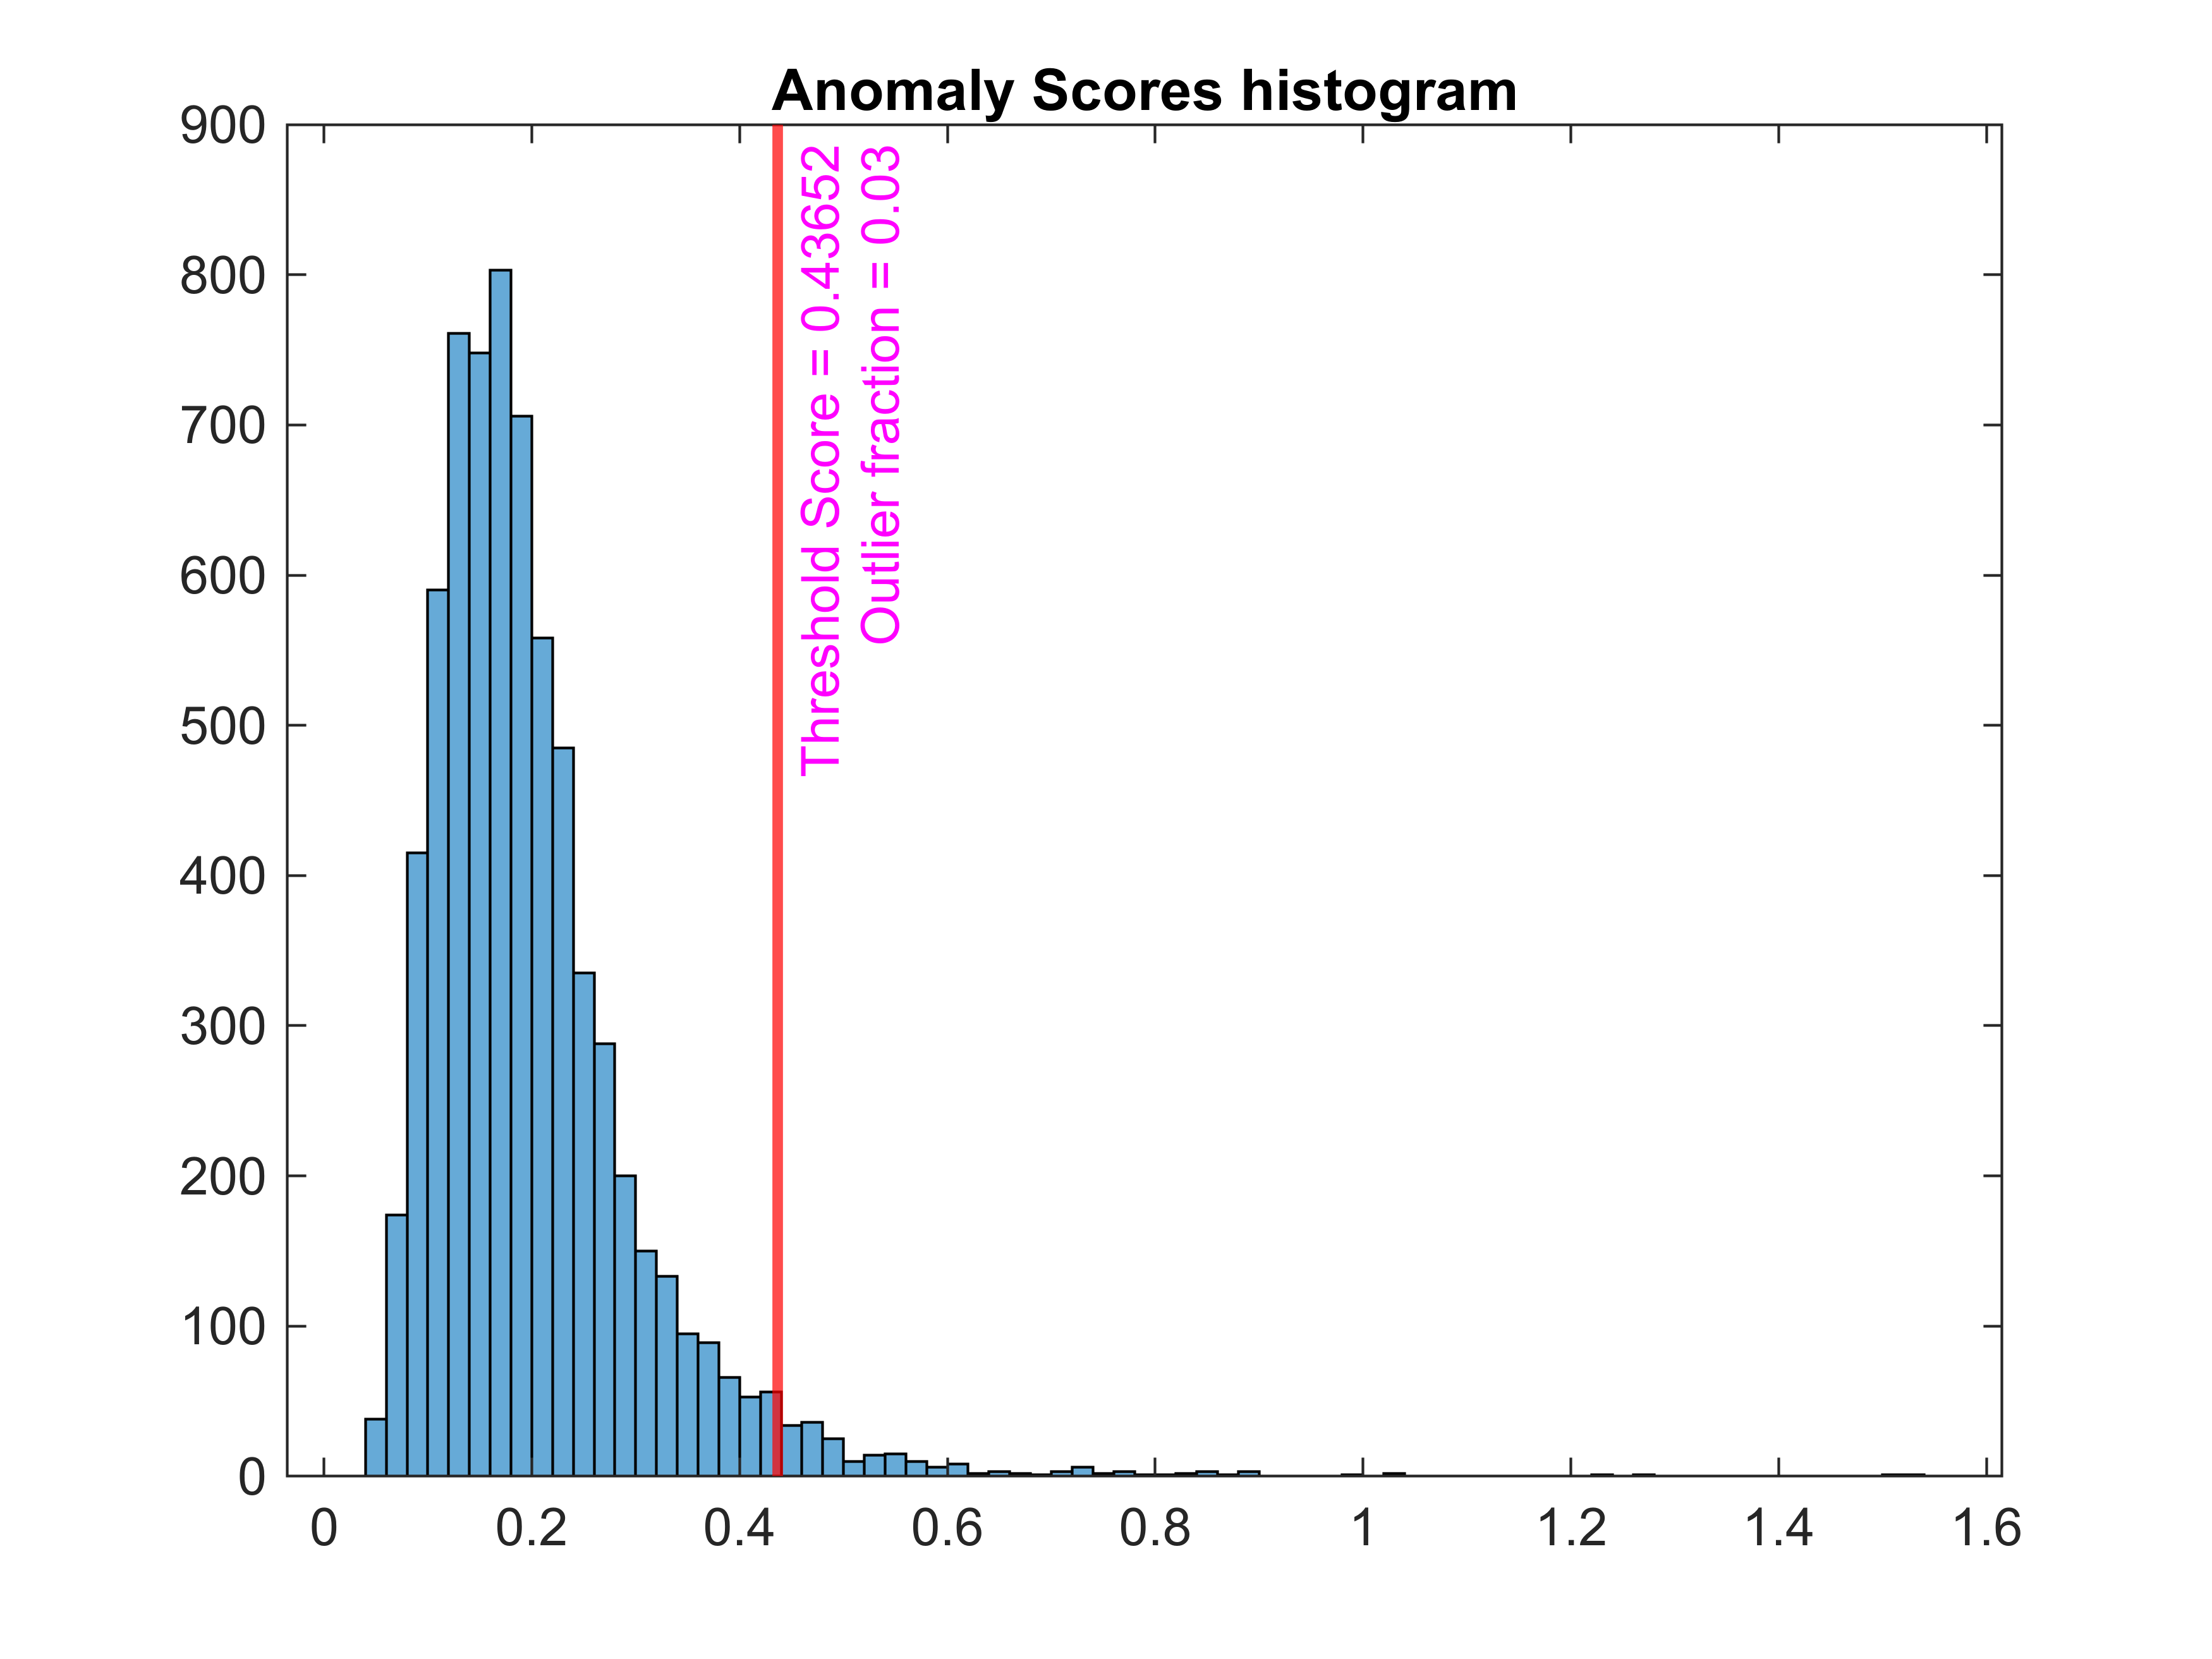 Anomaly Scores histogram
900
800
700
600
500
400
300
200
100
0
Threshold Score = 0.43652
Outlier fraction = 0.03
0 0.2 0.4 0.6 0.8 1 1.2 1.4 1.6